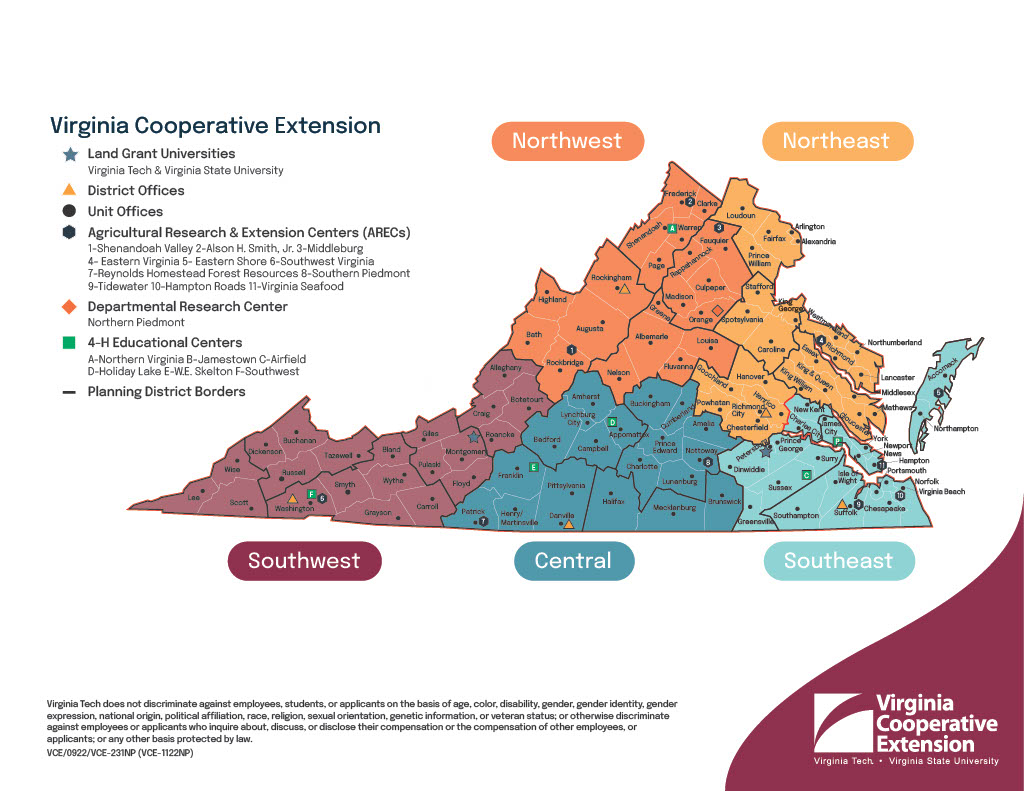 Virginia Cooperative Extension
Land Grant Universities
Virginia Tech & Virginia State University
District Offices
Unit Offices
Agricultural Research & Extension Centers (ARECs)
1-Shenandoah Valley 2-Alson H. Smith, Jr. 3-Middleburg
4- Eastern Virginia 5- Eastern Shore 6-Southwest Virginia
7-Reynolds Homestead Forest Resources 8-Southern Piedmont
9-Tidewater 10-Hampton Roads 11-Virginia Seafood
Departmental Research Center
Northern Piedmont
4-H Educational Centers
A-Northern Virginia B-Jamestown C-Airfield
D-Holiday Lake E-W.E. Skelton F-Southwest
Planning District Borders
Northwest
Northeast
Frederick
2
Clarke
Loudoun
Shenandoah
A
Warren
3
Fauquier
Fairfax
Arlington
Alexandria
Page
Rappahannock
Prince
William
Rockingham
Culpeper
Stafford
Highland
Madison
Greene
Orange
Spotsylvania
King
George
Westmoreland
Augusta
Bath
Albemarle
Louisa
Caroline
Essex
4
Richmond
Northumberland
1
Rockbridge
Nelson
Fluvanna
Goochland
Hanover
King William
King & Queen
Lancaster
Middlesex
Mathews
Accomack
5
Northampton
Alleghany
Botetourt
Craig
Amherst
Lynchburg
City
D
Buckingham
Cumberland
Powhatan
Richmond
City
Henrico
Chesterfield
New Kent
Charles City
James
City
Gloucester
York
Newport
News
Hampton
Portsmouth
11
Norfolk
Virginia Beach
Buchanan
Dickenson
Wise
Lee
Scott
Russell
Tazewell
Bland
Giles
Montgomery
Roanoke
Pulaski
Wythe
Smyth
Washington
F
6
Grayson
Carroll
Floyd
Patrick
7
Henry/
Martinsville
Franklin
E
Bedford
Campbell
Appomattox
Prince
Edward
Amelia
Nottoway
8
Charlotte
Lunenburg
Pittsylvania
Danville
Halifax
Mecklenburg
Brunswick
Petersburg
Prince
George
Dinwiddie
Surry
P
C
Sussex
Isle of
Wight
Greensville
Southampton
Suffolk
9
10
Chesapeake
Southwest
Central
Southeast
Virginia Tech does not discriminate against employees, students, or applicants on the basis of age, color, disability, gender, gender identity, gender
expression, national origin, political affiliation, race, religion, sexual orientation, genetic information, or veteran status; or otherwise discriminate
against employees or applicants who inquire about, discuss, or disclose their compensation or the compensation of other employees, or
applicants; or any other basis protected by law.
VCE/0922/VCE-231NP (VCE-1122NP)
Virginia
Cooperative
Extension
Virginia Tech. • Virginia State University